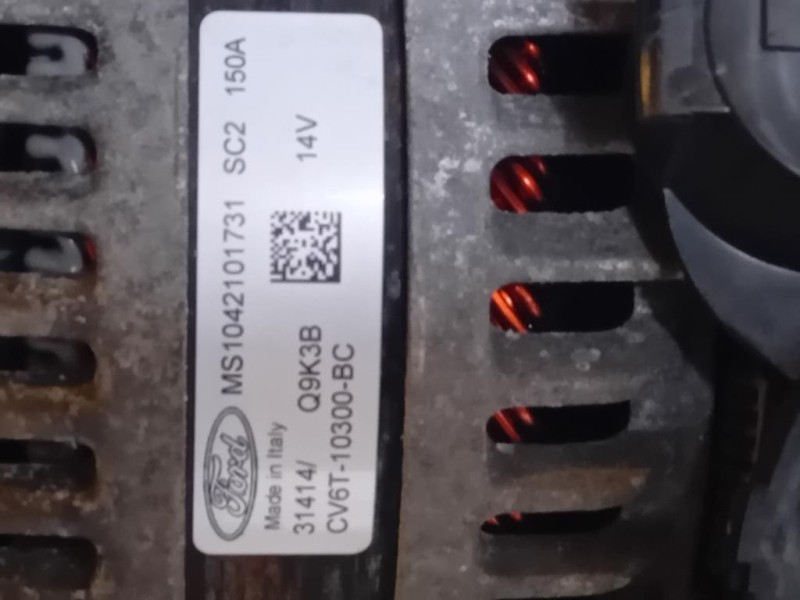 Ford MS1042101731 SC2 150A
Made in Italy
31414/ Q9K3B 14V
CV6T-10300-BC